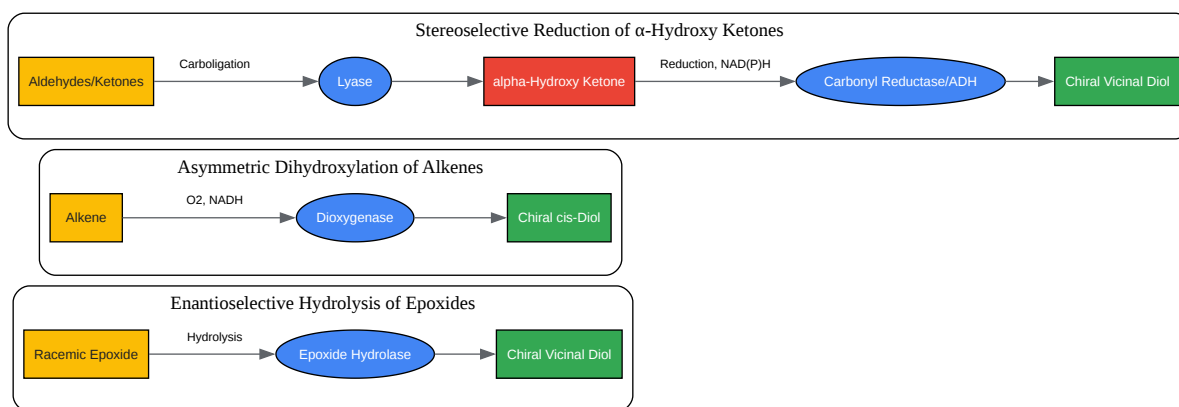 Stereoselective Reduction of α-Hydroxy Ketones
Aldehydes/Ketones
Carboligation
Lyase
alpha-Hydroxy Ketone
Reduction, NAD(P)H
Carbonyl Reductase/ADH
Chiral Vicinal Diol
Asymmetric Dihydroxylation of Alkenes
Alkene
O2, NADH
Dioxygenase
Chiral cis-Diol
Enantioselective Hydrolysis of Epoxides
Racemic Epoxide
Hydrolysis
Epoxide Hydrolase
Chiral Vicinal Diol